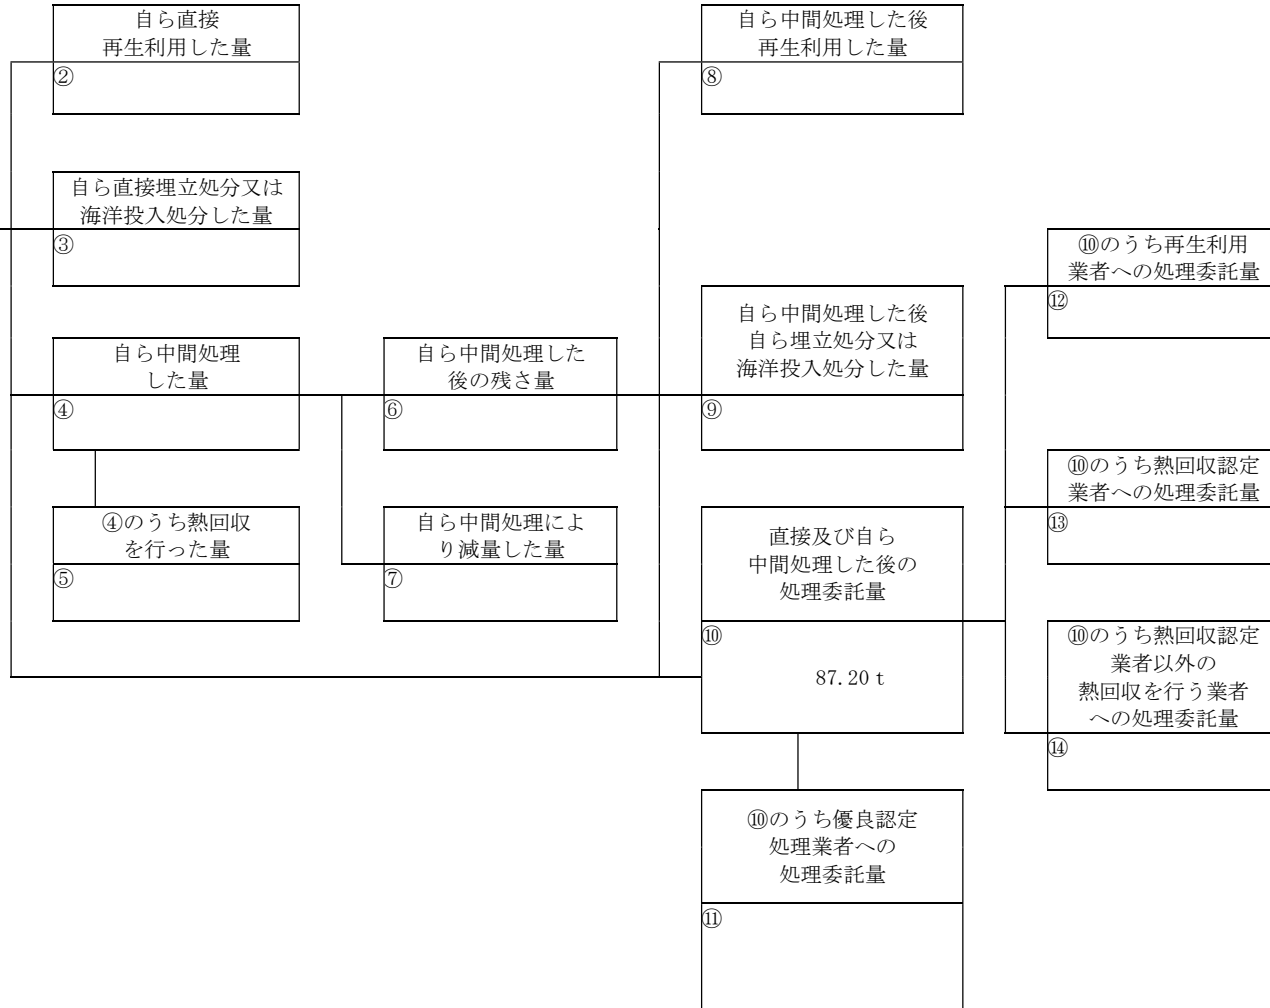 自ら直接
再生利用した量
②
自ら中間処理した後
再生利用した量
⑧
自ら直接埋立処分又は
海洋投入処分した量
③
⑩のうち再生利用
業者への処理委託量
⑫
自ら中間処理した後
自ら埋立処分又は
海洋投入処分した量
⑨
自ら中間処理
した量
④
自ら中間処理した
後の残さ量
⑥
⑩のうち熱回収認定
業者への処理委託量
⑬
④のうち熱回収
を行った量
⑤
自ら中間処理によ
り減量した量
⑦
直接及び自ら
中間処理した後の
処理委託量
⑩
87.20 t
⑩のうち熱回収認定
業者以外の
熱回収を行う業者
への処理委託量
⑭
⑩のうち優良認定
処理業者への
処理委託量
⑪